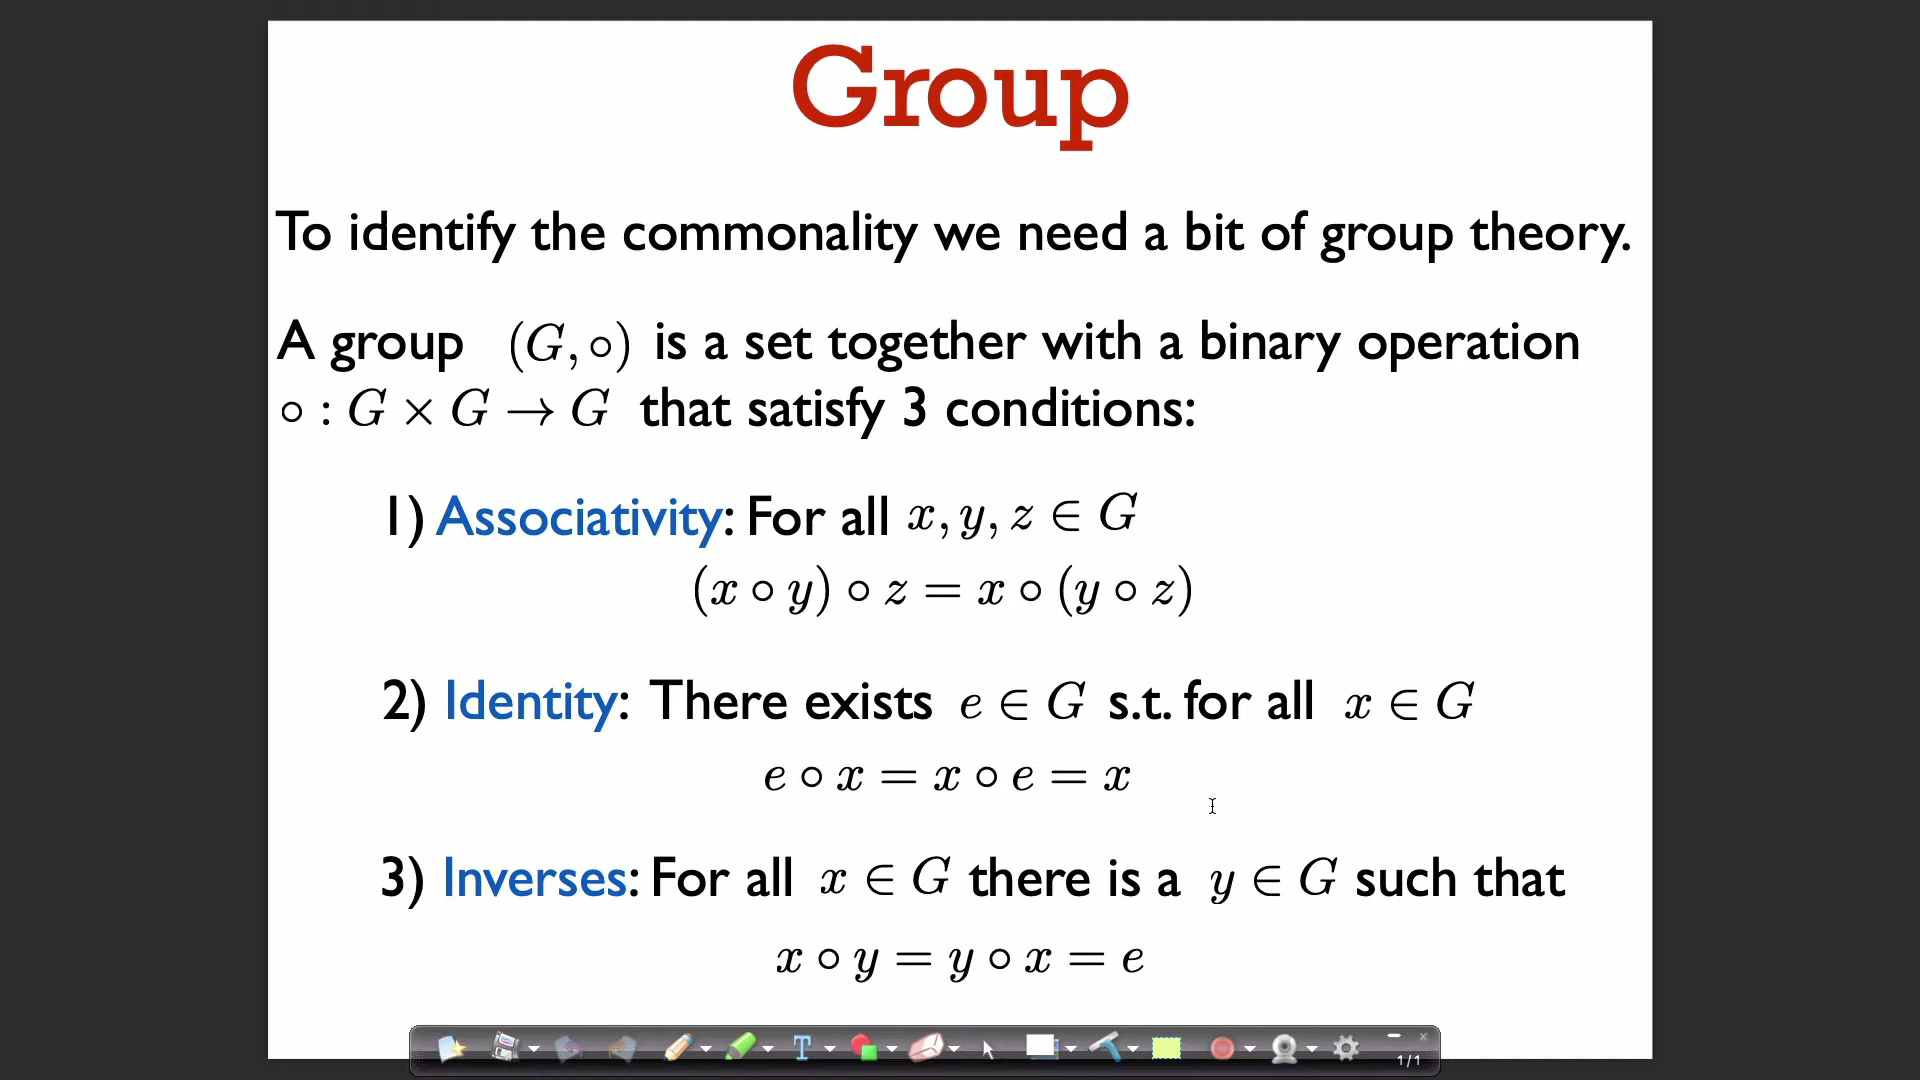 Group
To identify the commonality we need a bit of group theory.
A group (G, ∘) is a set together with a binary operation
∘ : G × G → G that satisfy 3 conditions:
1) Associativity: For all x, y, z ∈ G
(x ∘ y) ∘ z = x ∘ (y ∘ z)
2) Identity: There exists e ∈ G s.t. for all x ∈ G
e ∘ x = x ∘ e = x
3) Inverses: For all x ∈ G there is a y ∈ G such that
x ∘ y = y ∘ x = e
T
1/1